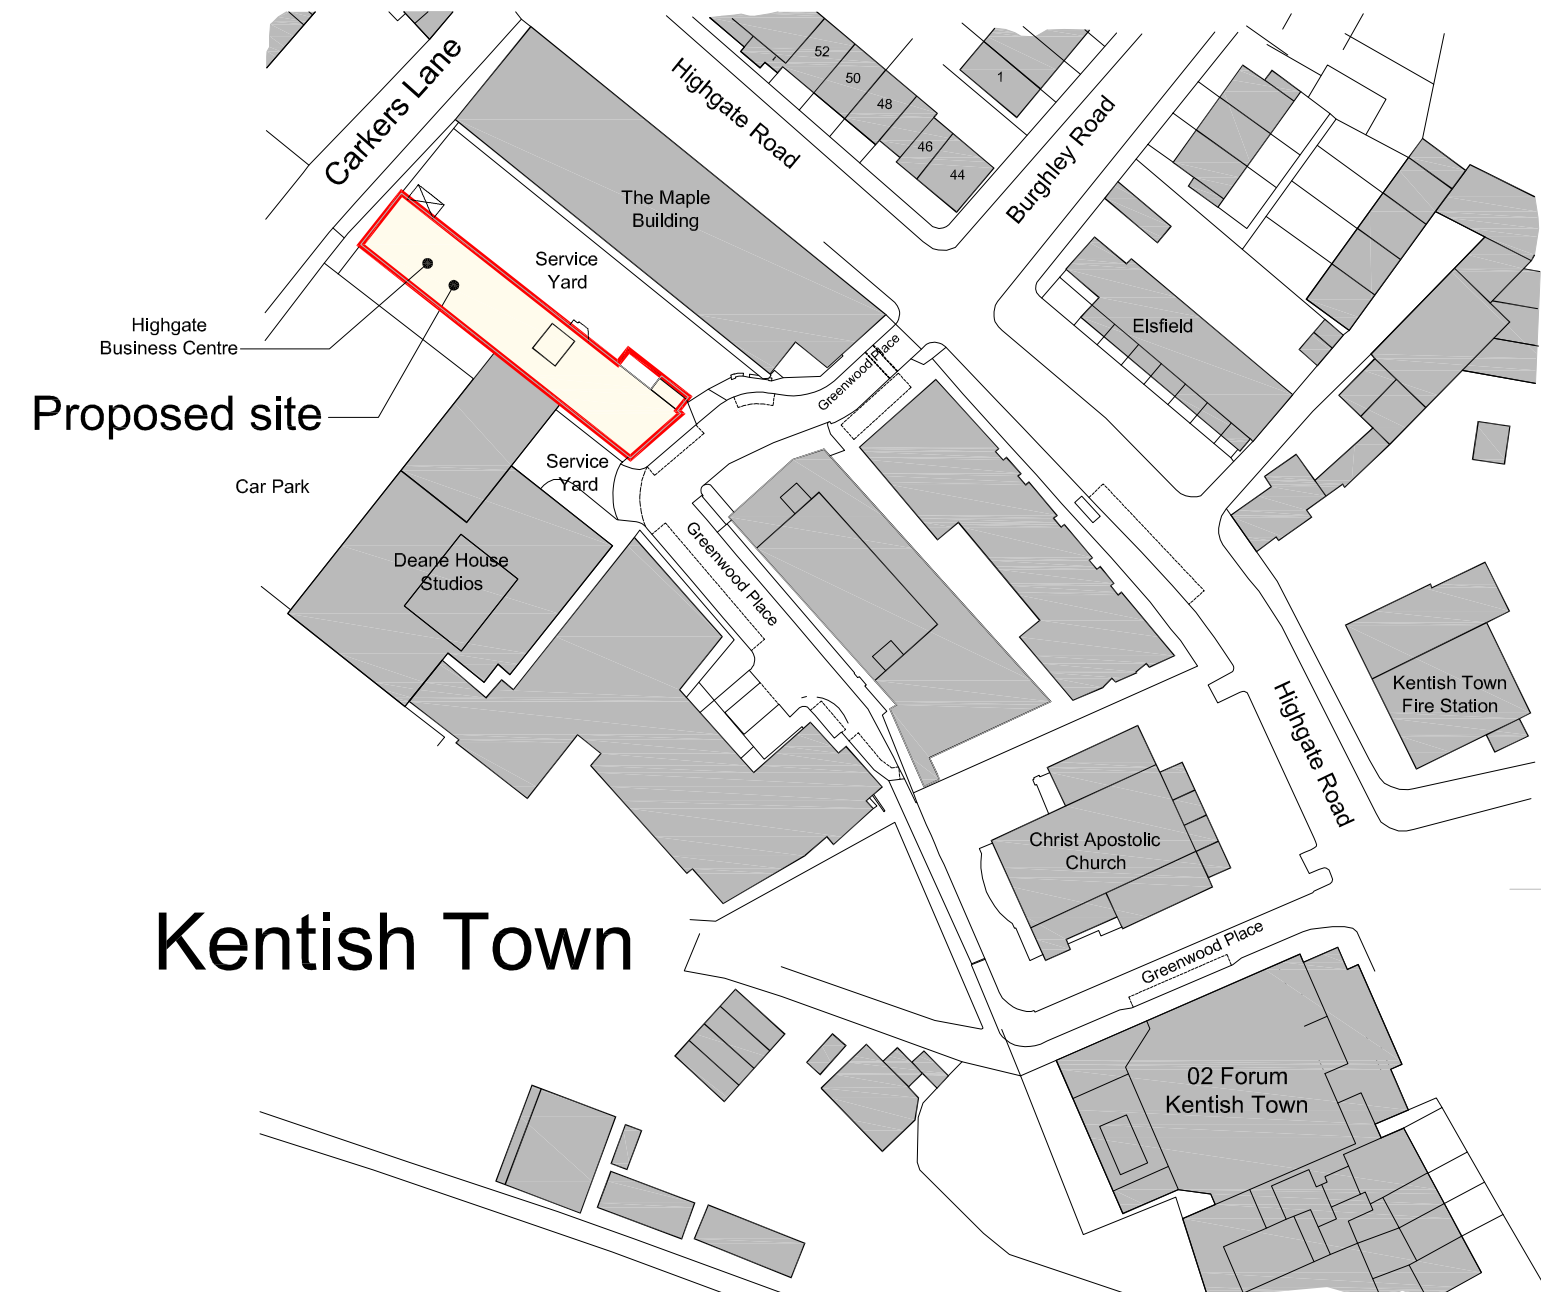 Carkers Lane
Highgate Road
52
50
48
46
44
1
Burghley Road
The Maple
Building
Service
Yard
Highgate
Business Centre
Proposed site
Elsfield
Greenwood Place
Service
Yard
Car Park
Greenwood Place
Deane House
Studios
Kentish Town
Fire Station
Highgate Road
Christ Apostolic
Church
Kentish Town
Greenwood Place
02 Forum
Kentish Town